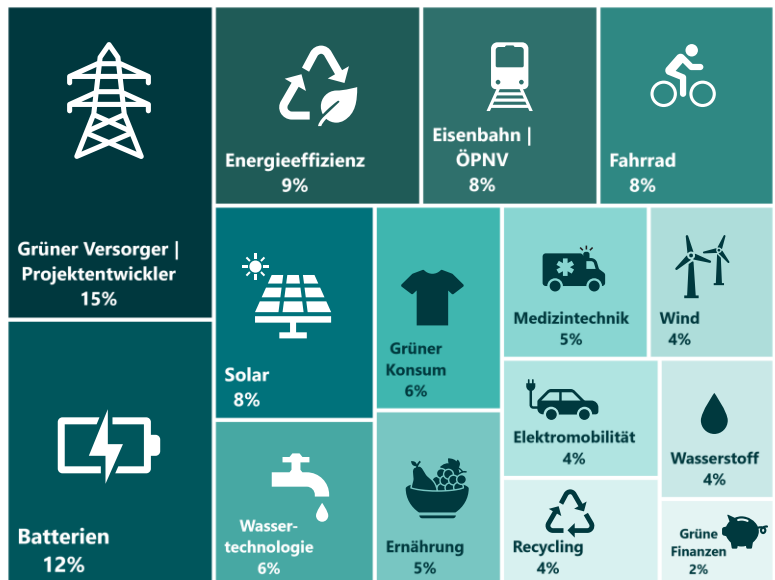 Grüner Versorger |
Projektentwickler
15%
Batterien
12%
Energieeffizienz
9%
Eisenbahn |
ÖPNV
8%
Fahrrad
8%
Solar
8%
Wasser-
technologie
6%
Grüner
Konsum
6%
Ernährung
5%
Medizintechnik
5%
Wind
4%
Elektromobilität
4%
Wasserstoff
4%
Recycling
4%
Grüne
Finanzen
2%